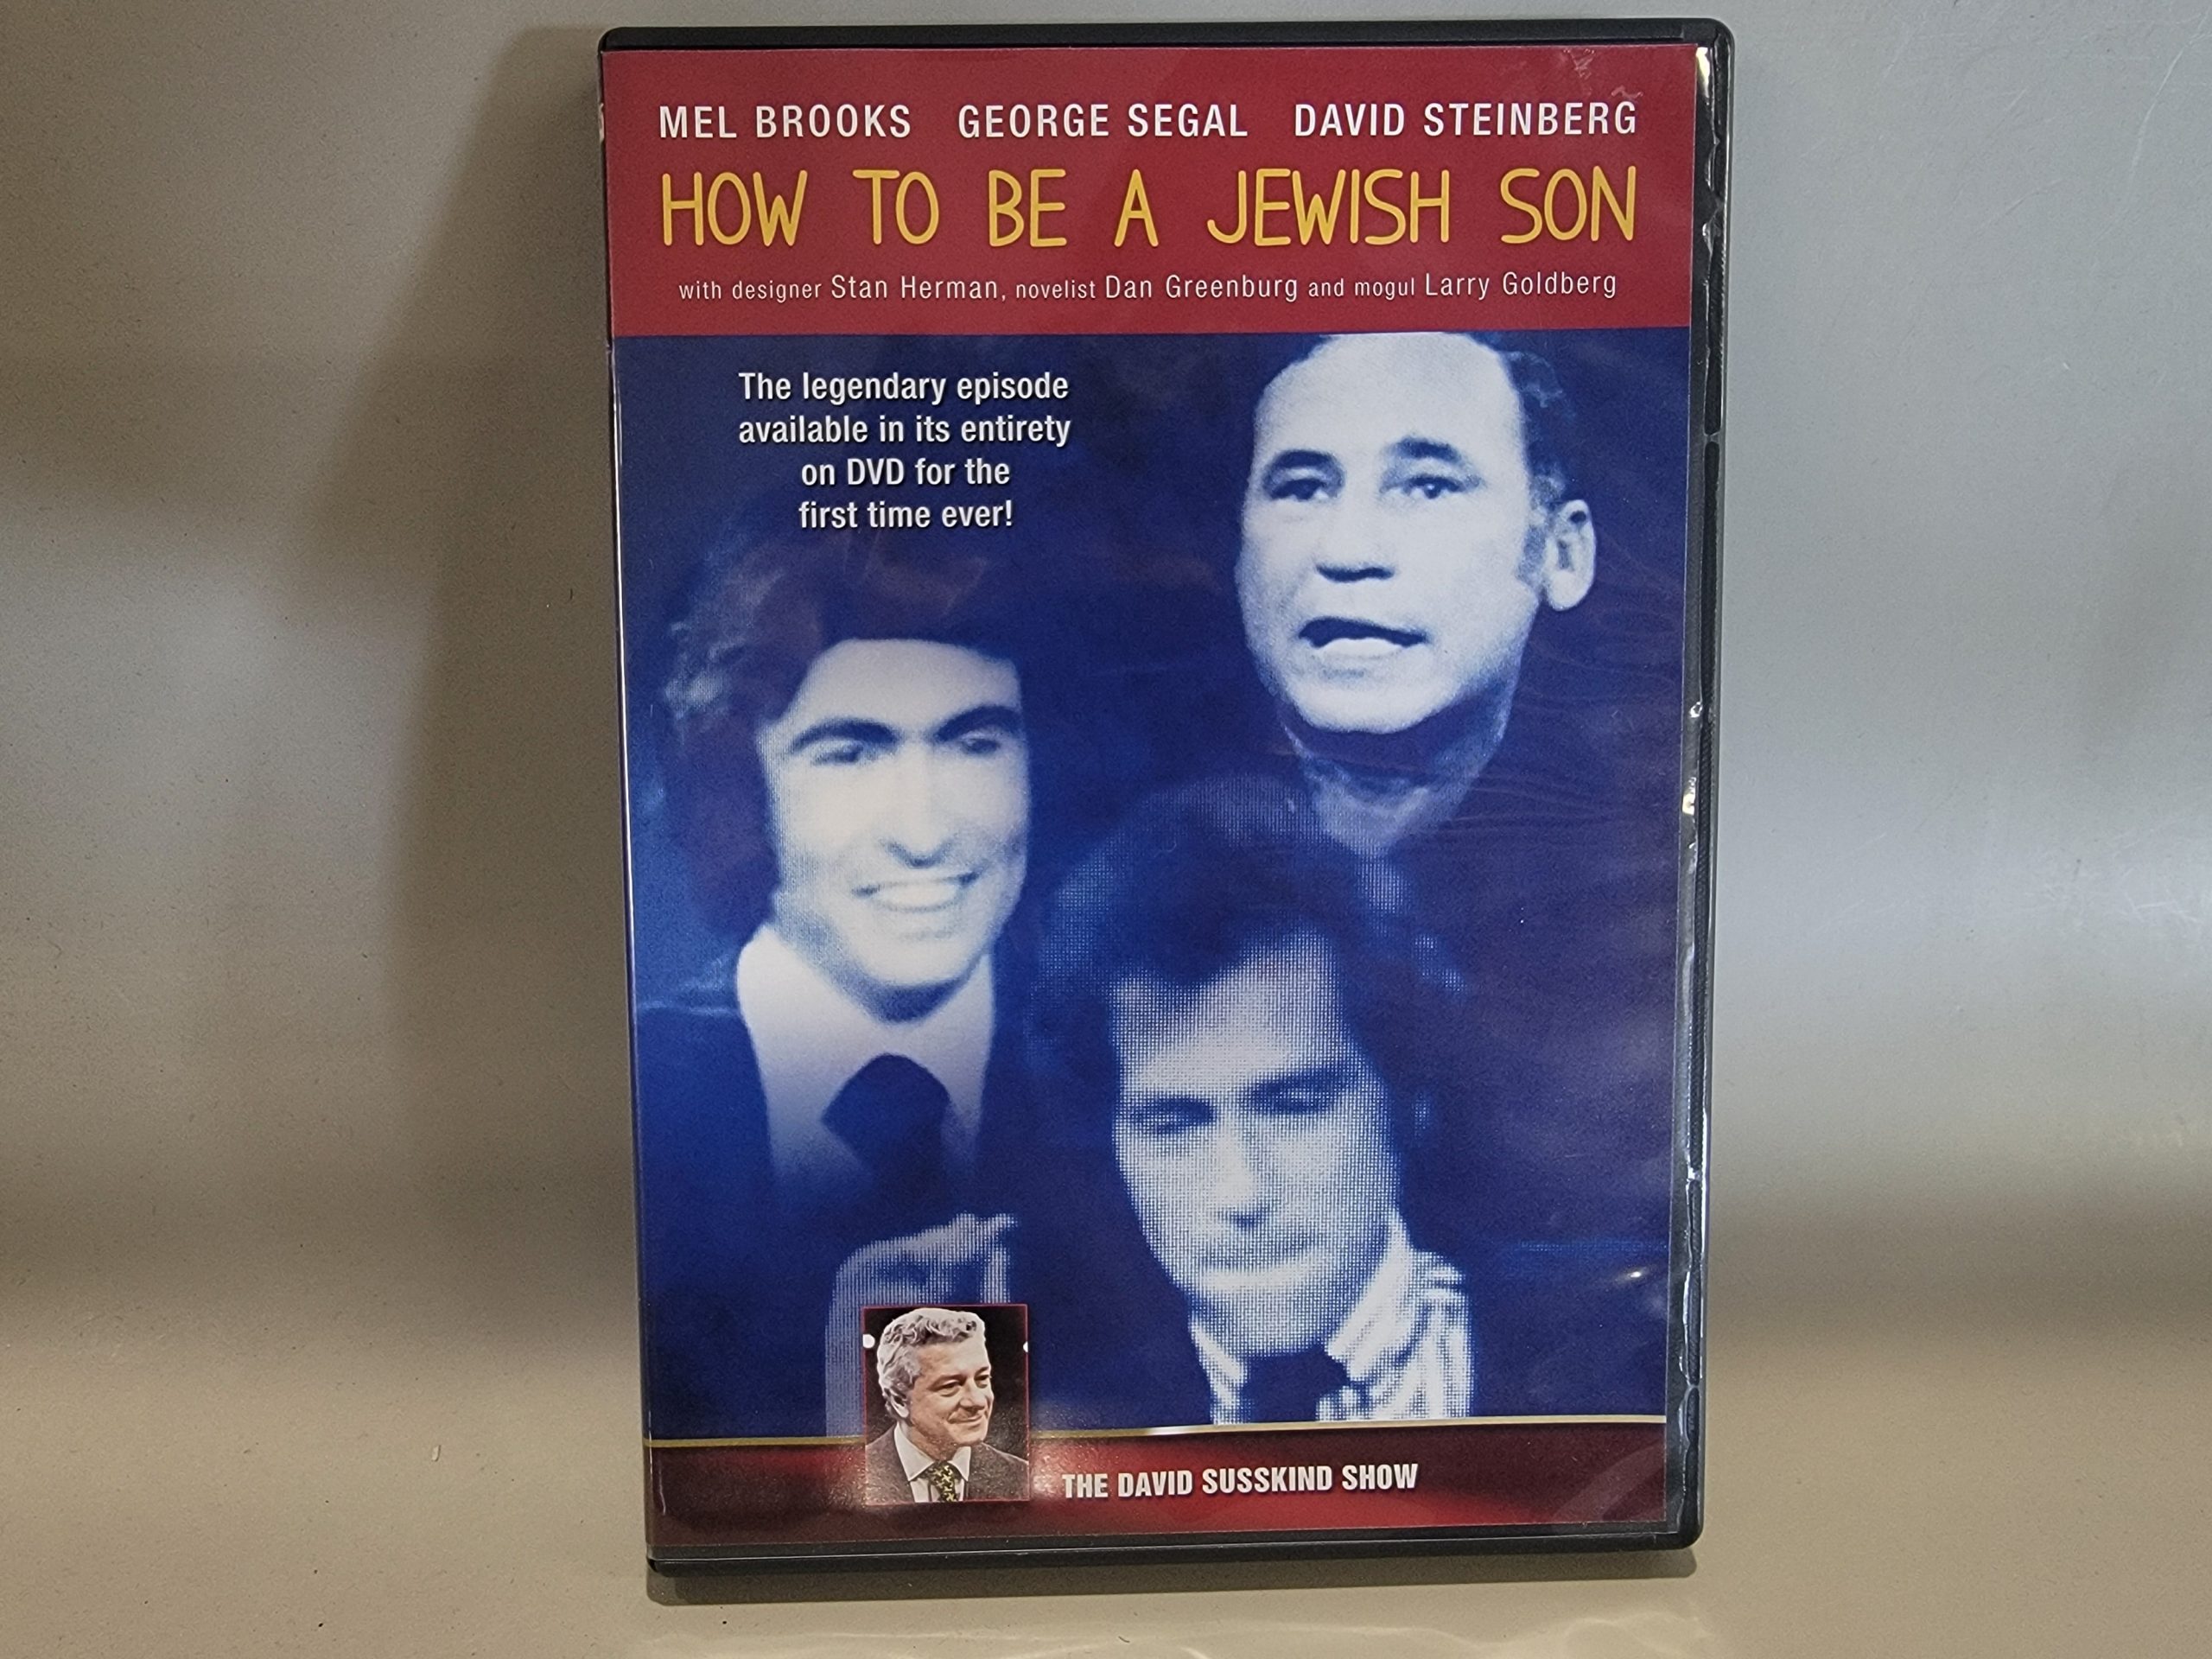 MEL BROOKS GEORGE SEGAL DAVID STEINBERG
HOW TO BE A JEWISH SON
with designer Stan Herman, novelist Dan Greenburg and mogul Larry Goldberg
The legendary episode
available in its entirety
on DVD for the
first time ever!
THE DAVID SUSSKIND SHOW